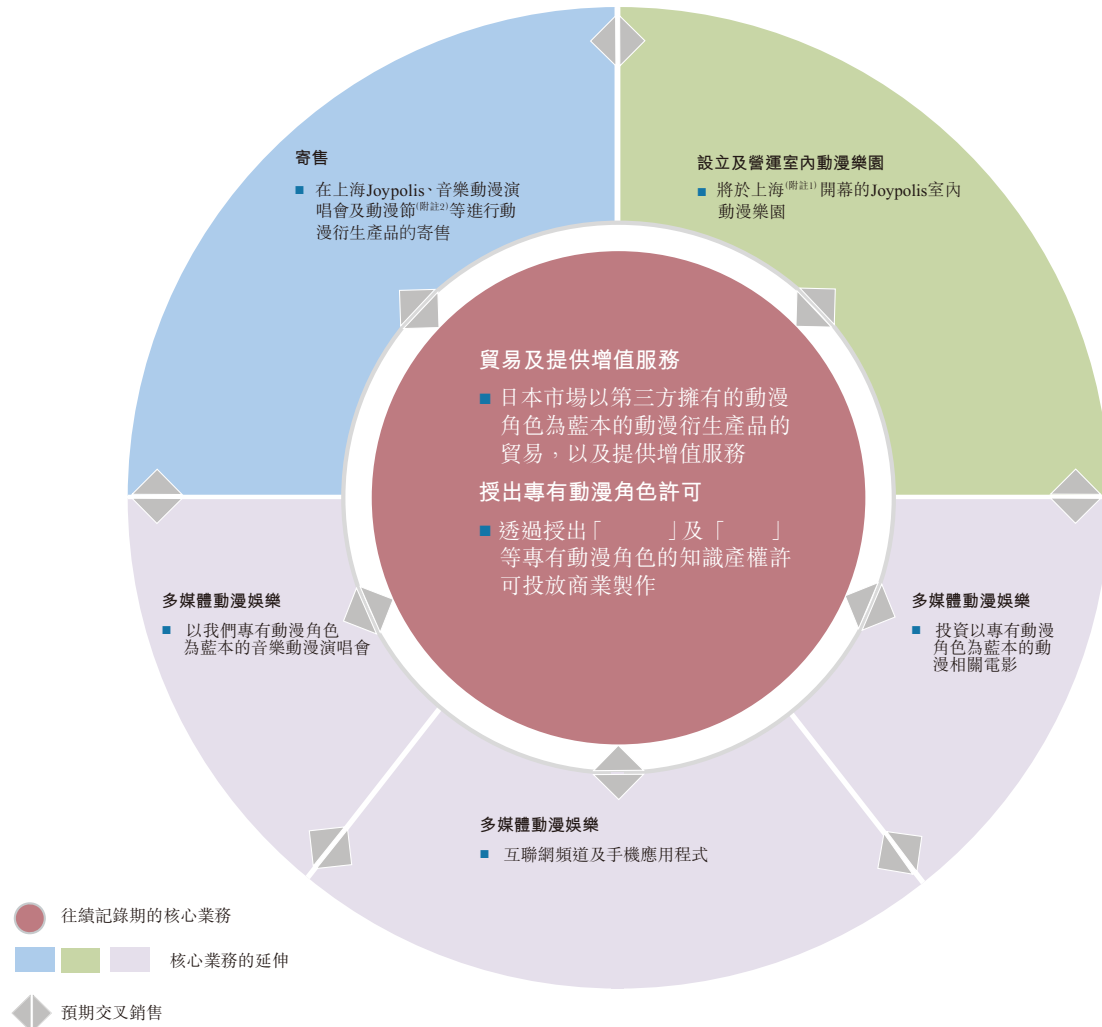 寄售
■ 在上海Joypolis、音樂動漫演
唱會及動漫節(附註2)等進行動
漫衍生產品的寄售
設立及營運室內動漫樂園
■ 將於上海(附註1)開幕的Joypolis室內
動漫樂園
貿易及提供增值服務
■ 日本市場以第三方擁有的動漫
角色為藍本的動漫衍生產品的
貿易，以及提供增值服務
授出專有動漫角色許可
■ 透過授出「　　　」及「　　」
等專有動漫角色的知識產權許
可投放商業製作
多媒體動漫娛樂
■ 以我們專有動漫角色
為藍本的音樂動漫演唱會
多媒體動漫娛樂
■ 投資以專有動漫
角色為藍本的動
漫相關電影
多媒體動漫娛樂
■ 互聯網頻道及手機應用程式
往績記錄期的核心業務
核心業務的延伸
預期交叉銷售